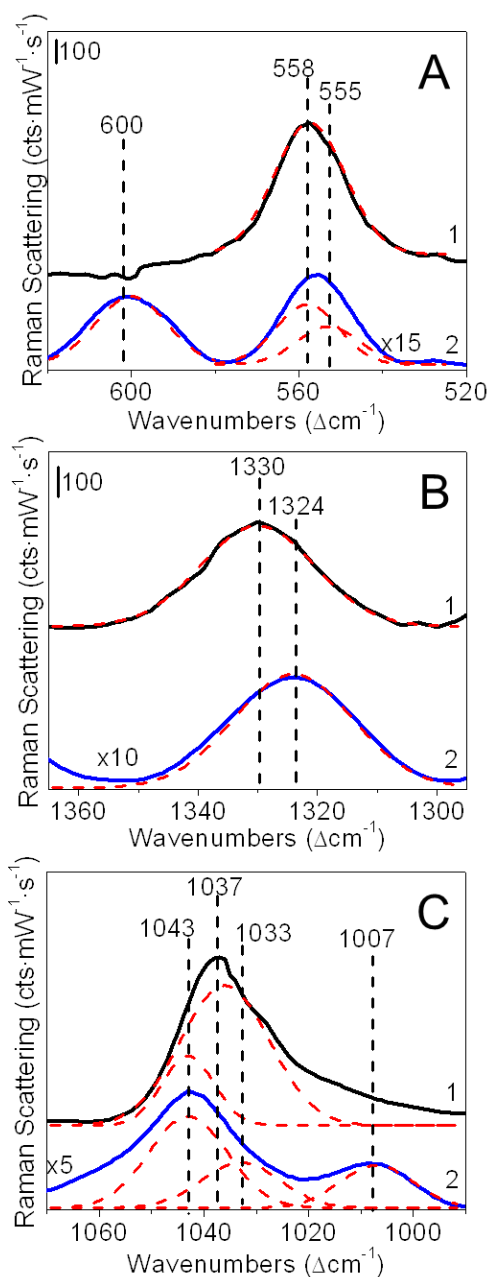 100
A
558
555
600
1
x15
2
600
560
520
Wavenumbers (Δcm⁻¹)
Raman Scattering (cts·mW⁻¹·s⁻¹)
100
B
1330
1324
1
x10
2
1360
1340
1320
1300
Wavenumbers (Δcm⁻¹)
Raman Scattering (cts·mW⁻¹·s⁻¹)
C
1037
1043
1033
1007
1
x5
2
1060
1040
1020
1000
Wavenumbers (Δcm⁻¹)
Raman Scattering (cts·mW⁻¹·s⁻¹)